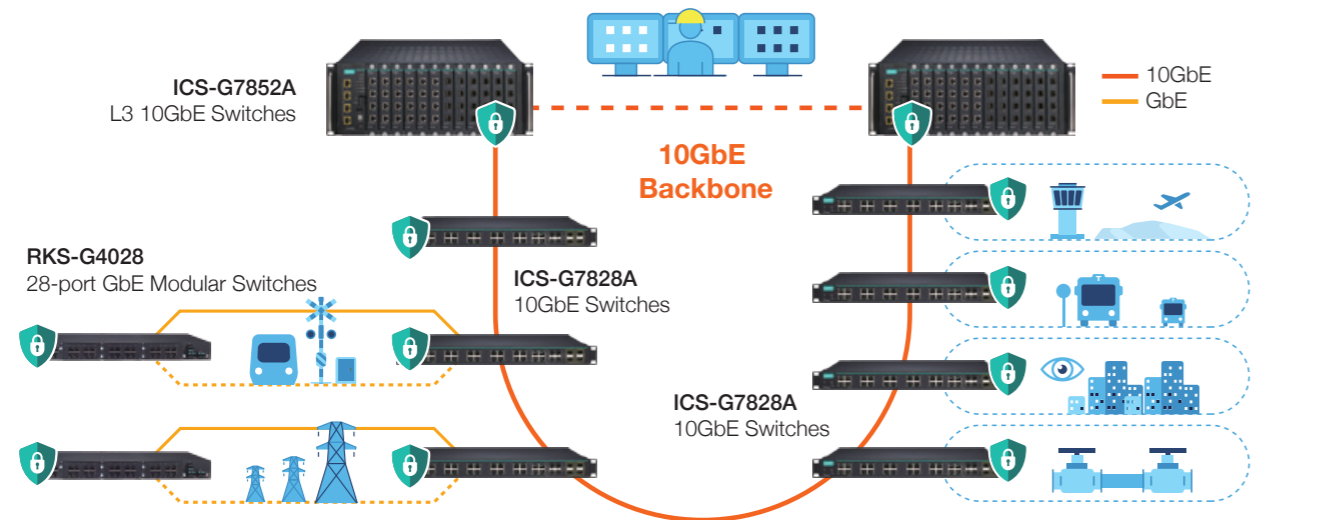 ICS-G7852A
L3 10GbE Switches
10GbE
GbE
10GbE
Backbone
RKS-G4028
28-port GbE Modular Switches
ICS-G7828A
10GbE Switches
ICS-G7828A
10GbE Switches